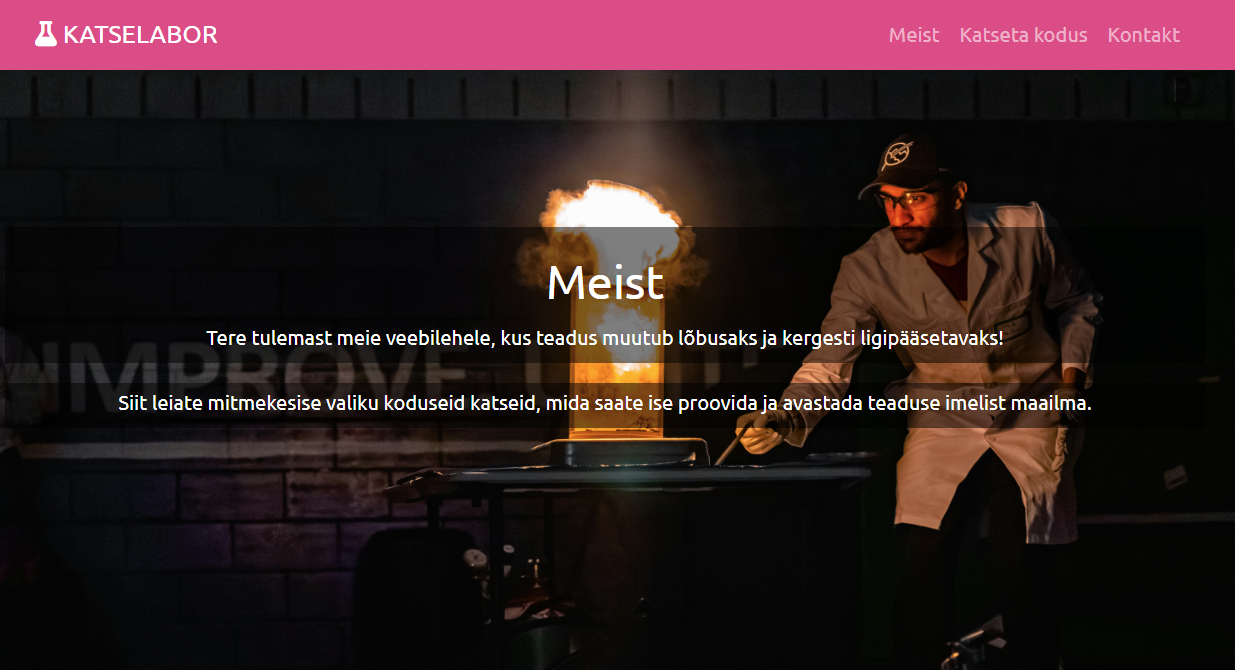 KATSELABOR
Meist Katseta kodus Kontakt
Meist
Tere tulemast meie veebilehele, kus teadus muutub lõbusaks ja kergesti ligipääsetavaks!
IMPROVE
Siit leiate mitmekesise valiku koduseid katseid, mida saate ise proovida ja avastada teaduse imelist maailma.